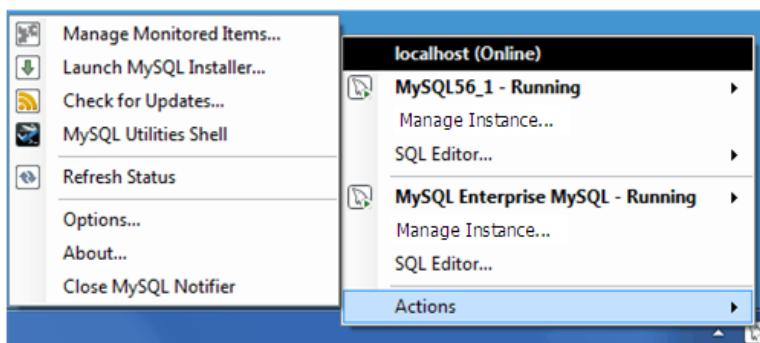 Manage Monitored Items...
Launch MySQL Installer...
Check for Updates...
MySQL Utilities Shell
Refresh Status
Options...
About...
Close MySQL Notifier
localhost (Online)
MySQL56_1 - Running
Manage Instance...
SQL Editor...
MySQL Enterprise MySQL - Running
Manage Instance...
SQL Editor...
Actions